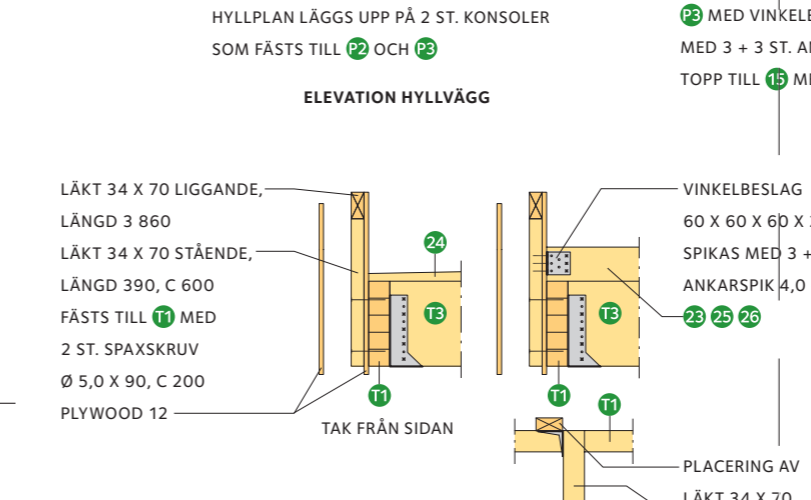 HYLLPLAN LÄGGS UPP PÅ 2 ST. KONSOLER
SOM FÄSTS TILL P2 OCH P3
ELEVATION HYLLVÄGG
P3 MED
MED 3 + 3 ST.
TOPP TILL 15
LÄKT 34 X 70 LIGGANDE,
LÄNGD 3 860
LÄKT 34 X 70 STÅENDE,
LÄNGD 390, C 600
FÄSTS TILL T1 MED
2 ST. SPAXSKRUV
Ø 5,0 X 90, C 200
PLYWOOD 12
24
T3
T1
TAK FRÅN SIDAN
T3
T1
VINKELBESLAG
60 X 60 X 60 X
SPIKAS MED 3 +
ANKARSPIK 4,0
23 25 26
T1
PLACERING AV
LÄKT 34 X 70